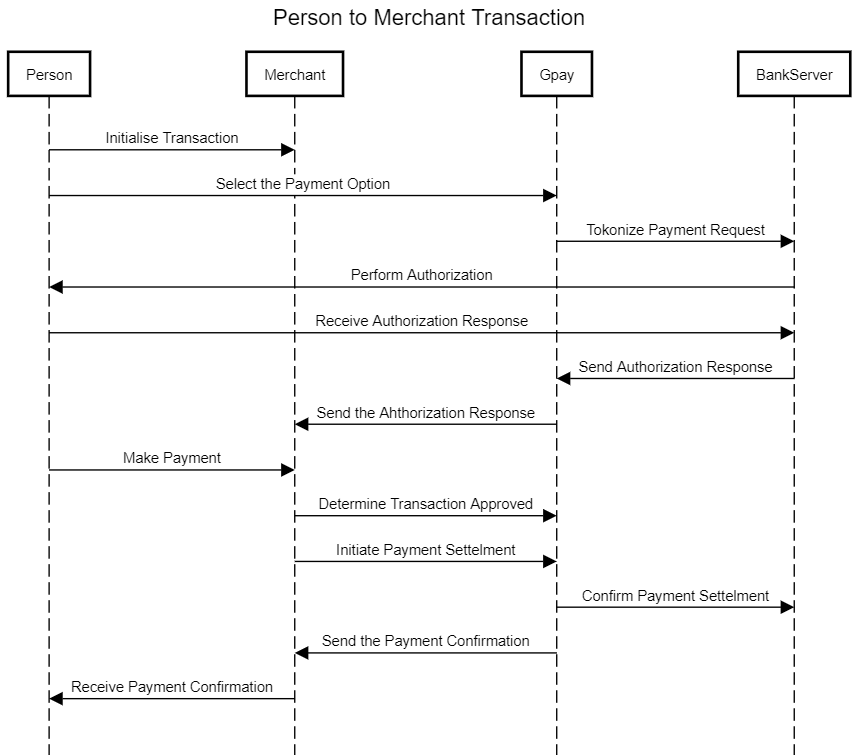 Person to Merchant Transaction
Person
Merchant
Gpay
BankServer
Initialise Transaction
Select the Payment Option
Tokonize Payment Request
Perform Authorization
Receive Authorization Response
Send Authorization Response
Send the Ahthorization Response
Make Payment
Determine Transaction Approved
Initiate Payment Settelment
Confirm Payment Settelment
Send the Payment Confirmation
Receive Payment Confirmation